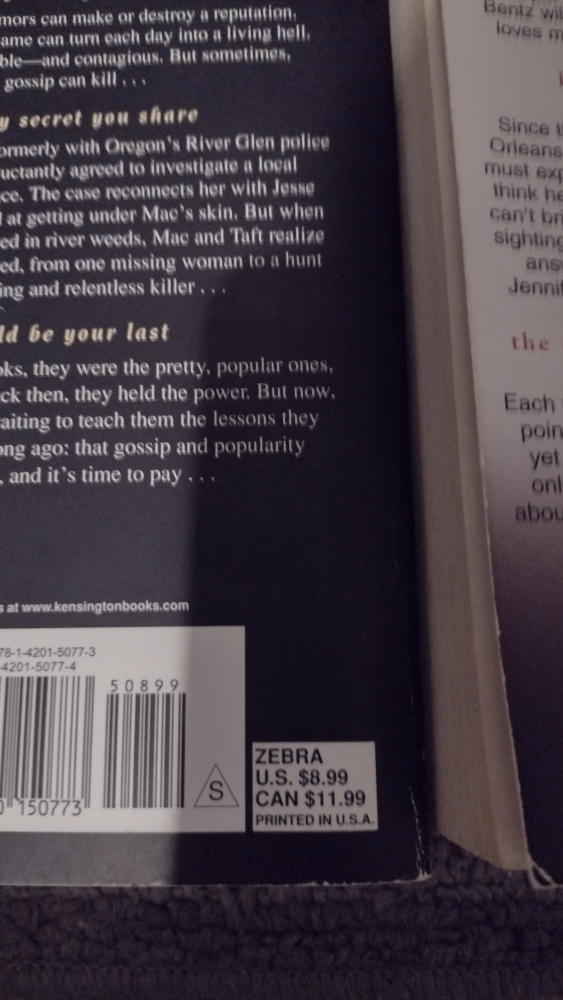 mors can make or destroy a reputation,
ame can turn each day into a living hell,
ble—and contagious. But sometimes,
gossip can kill . . .
y secret you share
ormerly with Oregon's River Glen police
uctantly agreed to investigate a local
ce. The case reconnects her with Jesse
l at getting under Mac's skin. But when
ed in river weeds, Mac and Taft realize
ed, from one missing woman to a hunt
ing and relentless killer . . .
ld be your last
oks, they were the pretty, popular ones,
ck then, they held the power. But now,
aiting to teach them the lessons they
ong ago: that gossip and popularity
, and it's time to pay . . .
s at www.kensingtonbooks.com
78-1-4201-5077-3
-4201-5077-4
50899
0 150773
S
ZEBRA
U.S. $8.99
CAN $11.99
PRINTED IN U.S.A.
Bentz wil
loves m
Since t
Orleans
must exp
think he
can't bri
sighting
answ
Jennif
the
Each
poin
yet
onl
abou